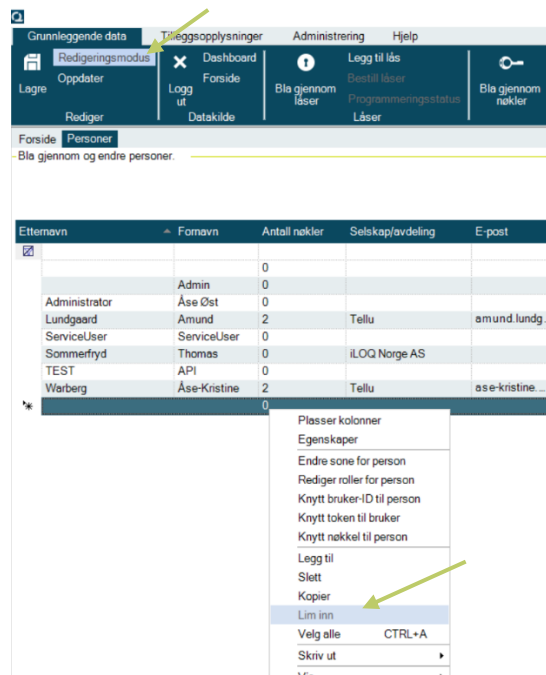 Grunnleggende data Tilleggsopplysninger Administrering Hjelp
Lagre
Redigeringsmodus
Oppdater
Rediger
Logg ut
Dashboard
Forside
Datakilde
Bla gjennom låser
Legg til lås
Bestill låser
Programmeringsstatus
Låser
Bla gjennom nøkler
Forside Personer
Bla gjennom og endre personer.
Etternavn Fornavn Antall nøkler Selskap/avdeling E-post
0
Admin 0
Administrator Åse Øst 0
Lundgaard Amund 2 Tellu amund.lundg.
ServiceUser ServiceUser 0
Sommerfryd Thomas 0 iLOQ Norge AS
TEST API 0
Warberg Åse-Kristine 2 Tellu ase-kristine...
0
Plasser kolonner
Egenskaper
Endre sone for person
Rediger roller for person
Knytt bruker-ID til person
Knytt token til bruker
Knytt nøkkel til person
Legg til
Slett
Kopier
Lim inn
Velg alle CTRL+A
Skriv ut